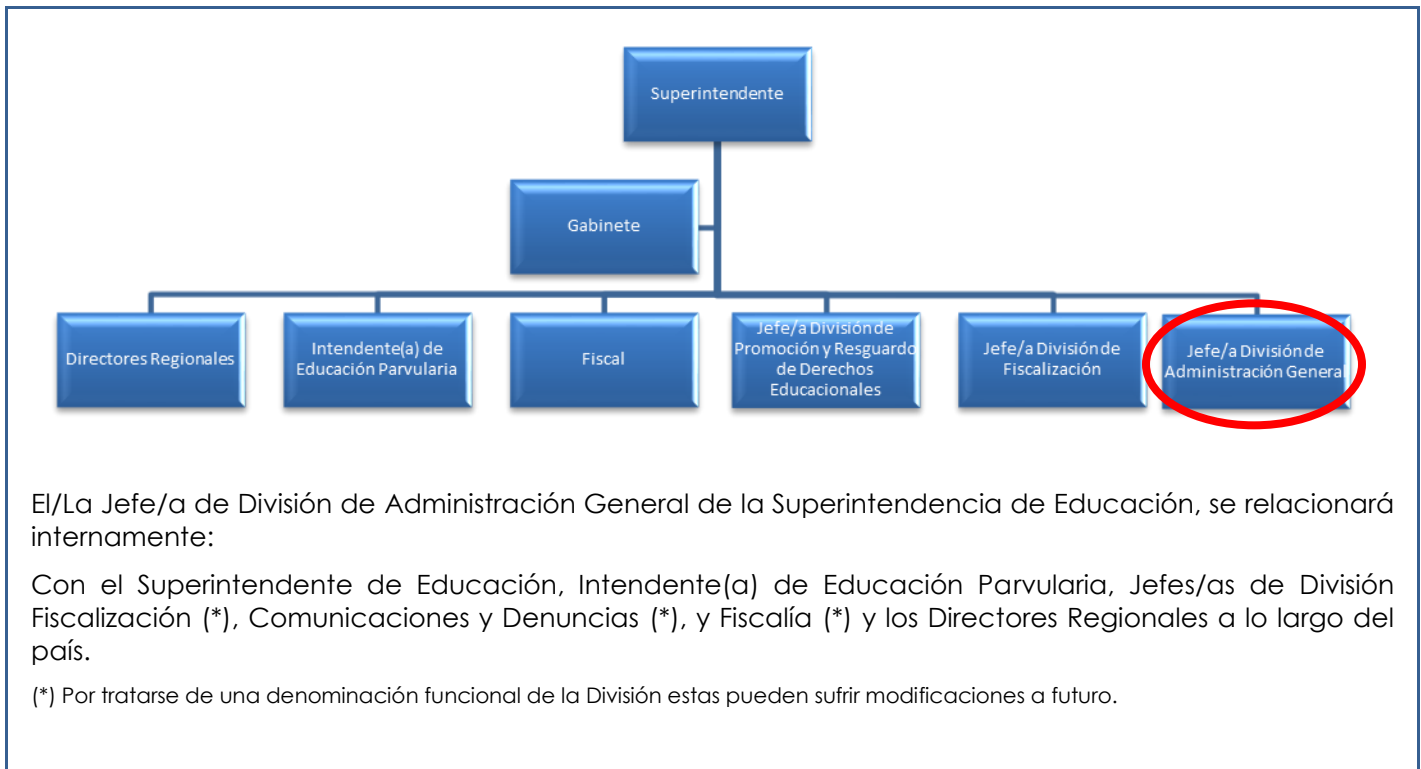 Superintendente
Gabinete
Directores Regionales
Intendente(a) de
Educación Parvularia
Fiscal
Jefe/a División de
Promoción y Resguardo
de Derechos
Educacionales
Jefe/a División de
Fiscalización
Jefe/a División de
Administración General
El/La Jefe/a de División de Administración General de la Superintendencia de Educación, se relacionará
internamente:
Con el Superintendente de Educación, Intendente(a) de Educación Parvularia, Jefes/as de División
Fiscalización (*), Comunicaciones y Denuncias (*), y Fiscalía (*) y los Directores Regionales a lo largo del
país.
(*) Por tratarse de una denominación funcional de la División estas pueden sufrir modificaciones a futuro.